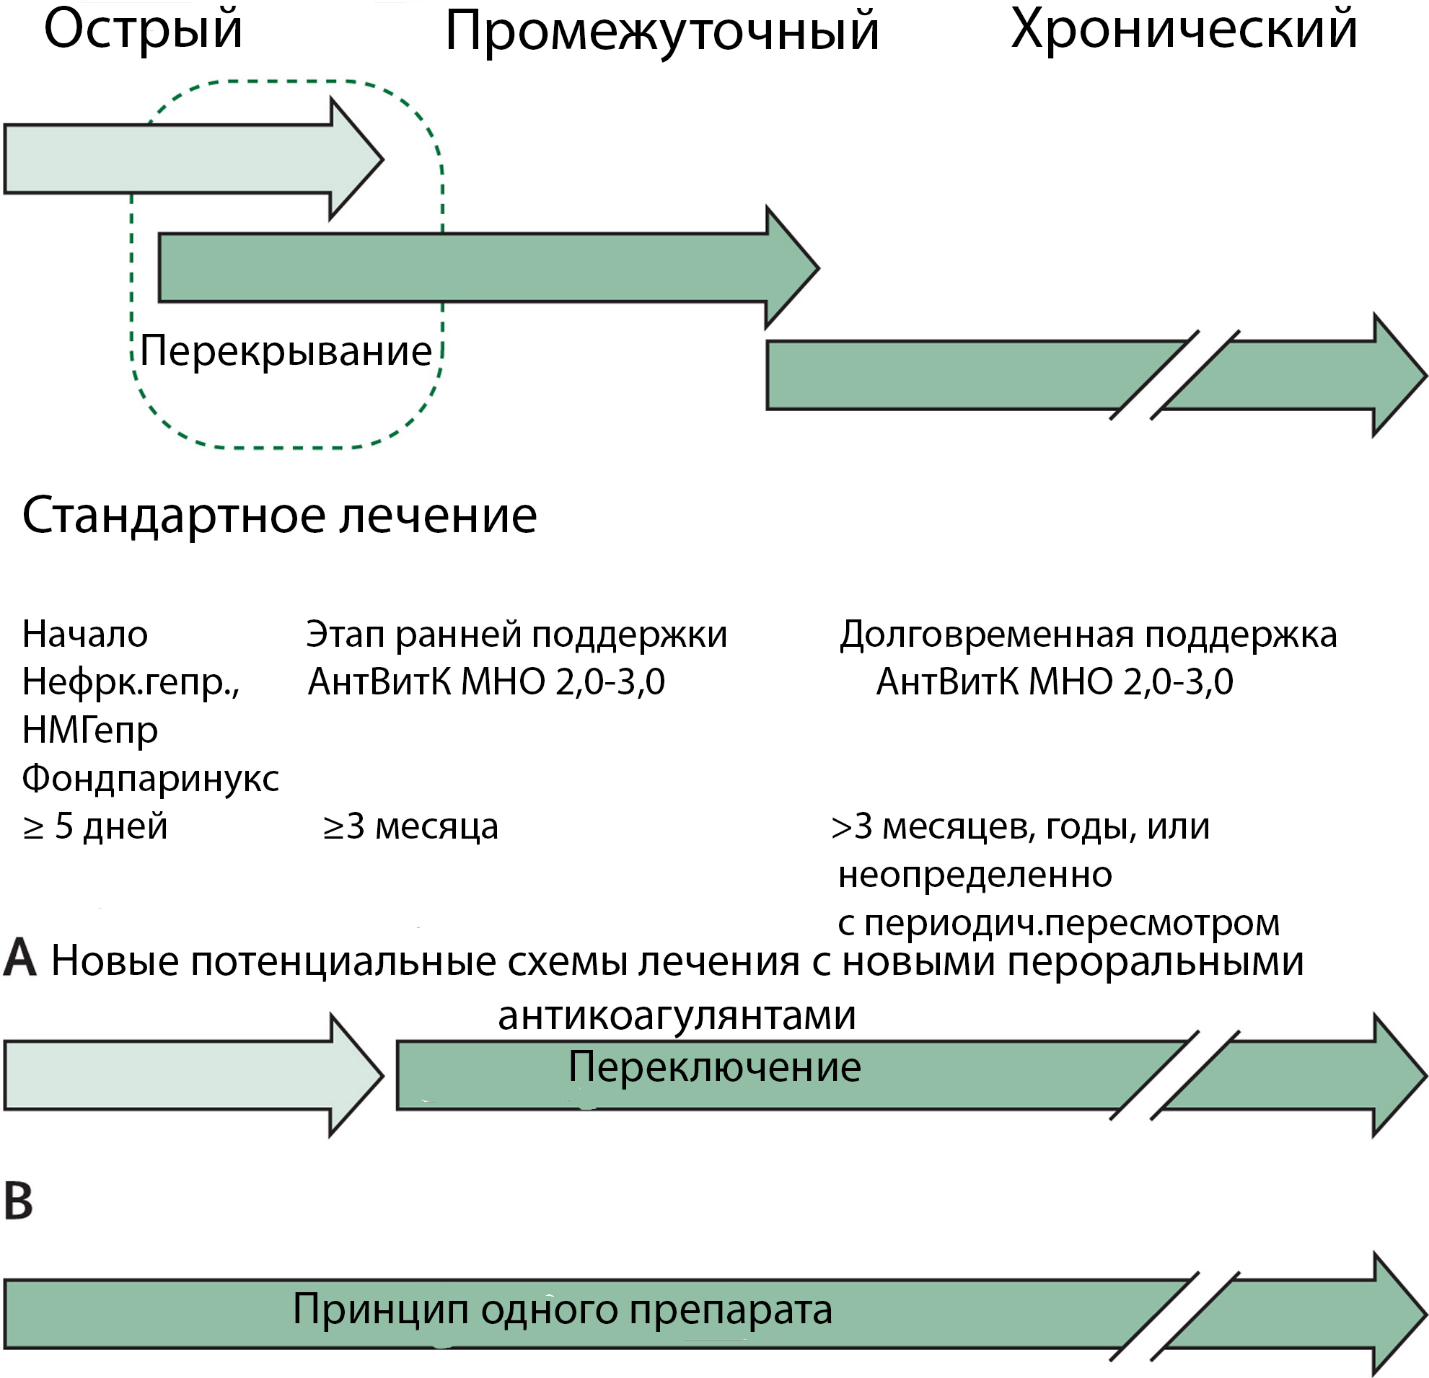 Острый
Промежуточный
Хронический
Перекрывание
Стандартное лечение
Начало
Нефрк.гепр.,
НМГепр
Фондпаринукс
≥ 5 дней
Этап ранней поддержки
АнтВитК МНО 2,0-3,0
≥3 месяца
Долговременная поддержка
АнтВитК МНО 2,0-3,0
>3 месяцев, годы, или
неопределенно
с периодич.пересмотром
A Новые потенциальные схемы лечения с новыми пероральными
антикоагулянтами
Переключение
B
Принцип одного препарата